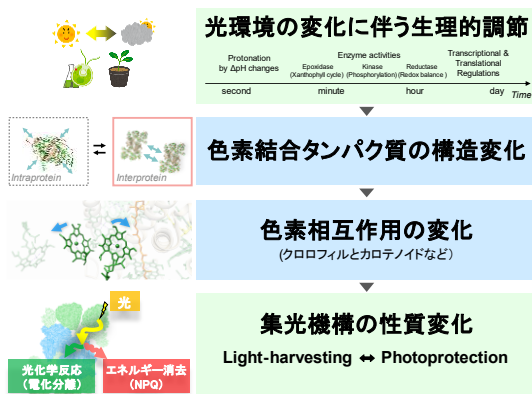 光環境の変化に伴う生理的調節
Protonation
by ΔpH changes
Enzyme activities
Epoxidase
(Xanthophyll cycle)
Kinase
(Phosphorylation)
Reductase
(Redox balance)
Transcriptional &
Translational
Regulations
second minute hour day Time
Intraprotein
Interprotein
色素結合タンパク質の構造変化
色素相互作用の変化
(クロロフィルとカロテノイドなど)
光
光化学反応
(電化分離)
エネルギー消去
(NPQ)
集光機構の性質変化
Light-harvesting ⇔ Photoprotection